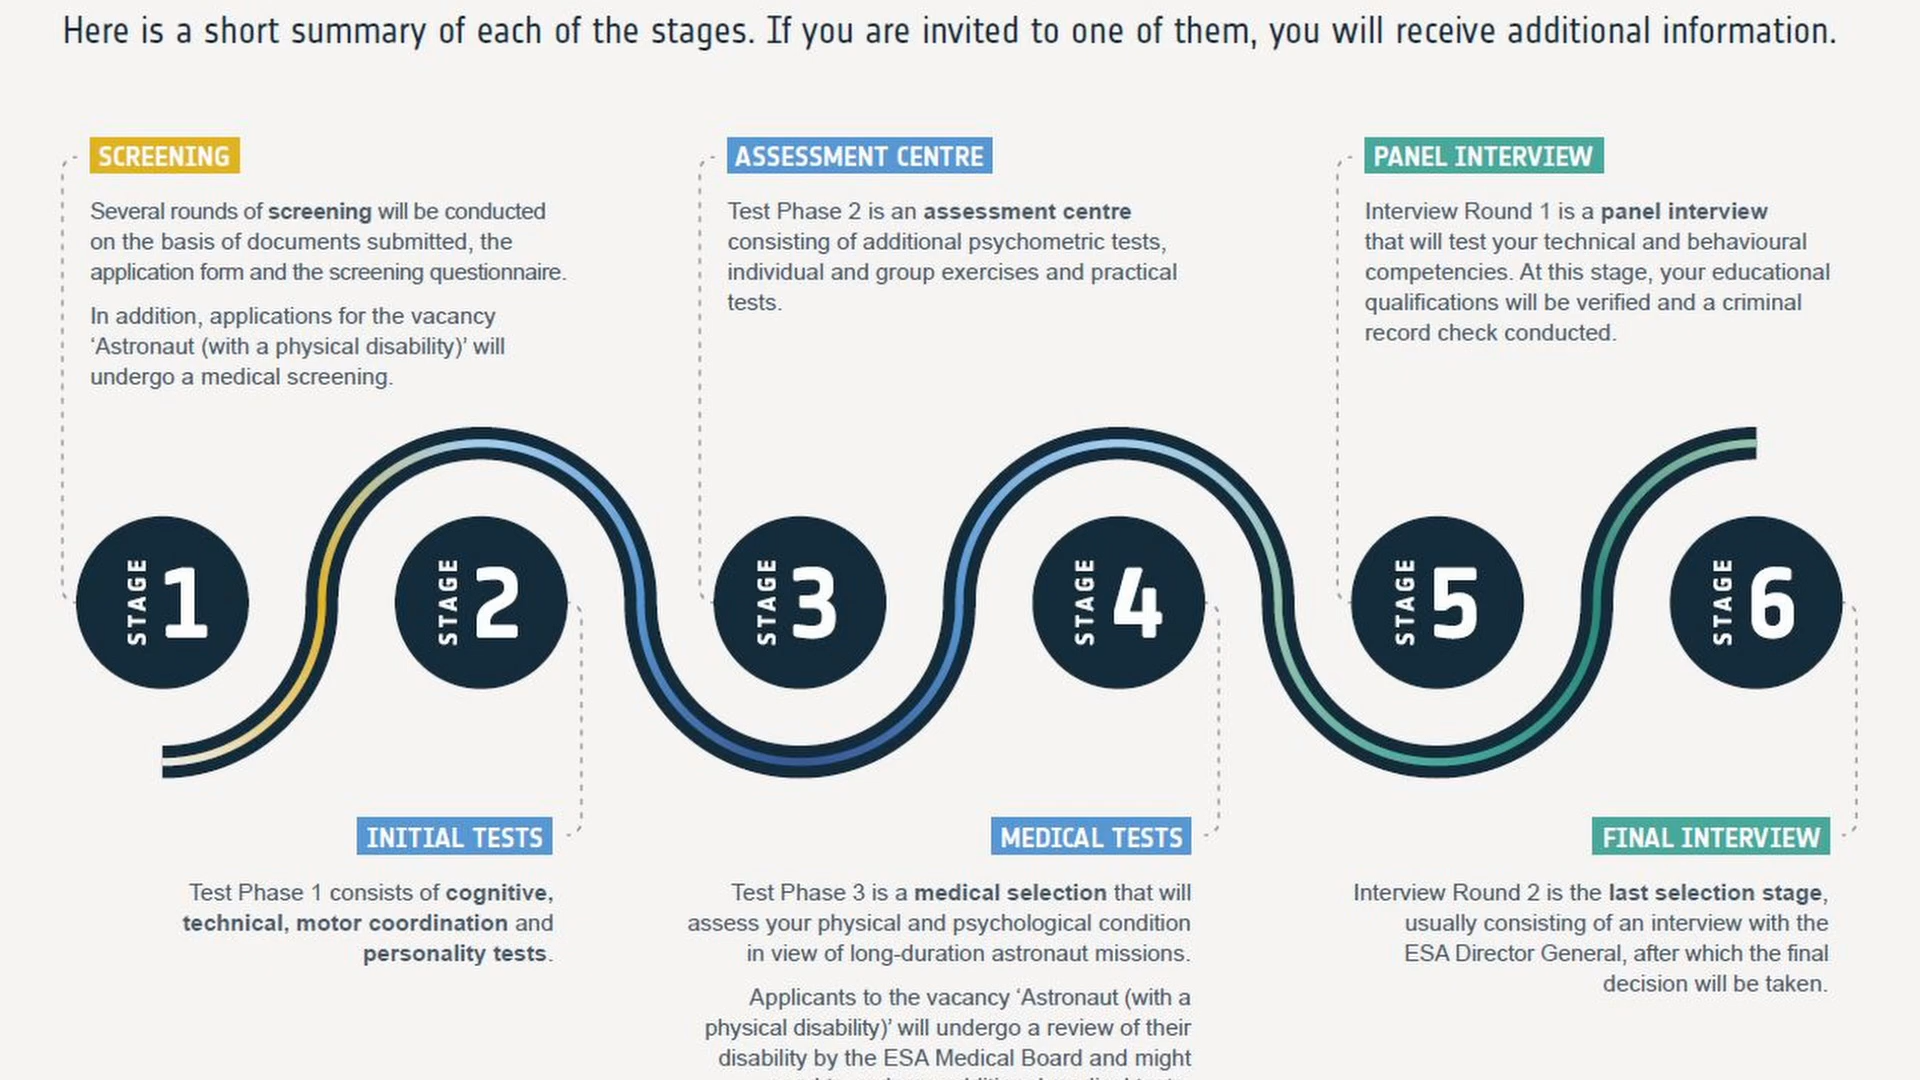 Here is a short summary of each of the stages. If you are invited to one of them, you will receive additional information.
SCREENING
Several rounds of screening will be conducted
on the basis of documents submitted, the
application form and the screening questionnaire.
In addition, applications for the vacancy
‘Astronaut (with a physical disability)’ will
undergo a medical screening.
ASSESSMENT CENTRE
Test Phase 2 is an assessment centre
consisting of additional psychometric tests,
individual and group exercises and practical
tests.
PANEL INTERVIEW
Interview Round 1 is a panel interview
that will test your technical and behavioural
competencies. At this stage, your educational
qualifications will be verified and a criminal
record check conducted.
STAGE 1
STAGE 2
STAGE 3
STAGE 4
STAGE 5
STAGE 6
INITIAL TESTS
Test Phase 1 consists of cognitive,
technical, motor coordination and
personality tests.
MEDICAL TESTS
Test Phase 3 is a medical selection that will
assess your physical and psychological condition
in view of long-duration astronaut missions.
Applicants to the vacancy ‘Astronaut (with a
physical disability)’ will undergo a review of their
disability by the ESA Medical Board and might
FINAL INTERVIEW
Interview Round 2 is the last selection stage,
usually consisting of an interview with the
ESA Director General, after which the final
decision will be taken.